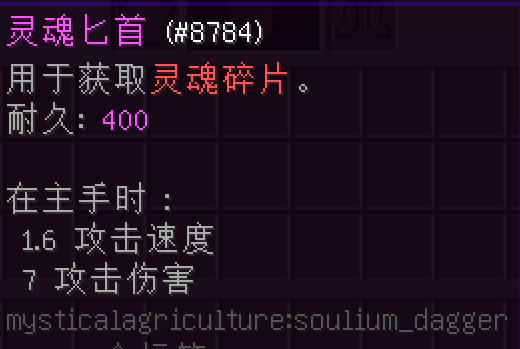 灵魂匕首 (#8784)
用于获取灵魂碎片。
耐久: 400
在主手时：
1.6 攻击速度
7 攻击伤害
mysticalagriculture:soulium_dagger